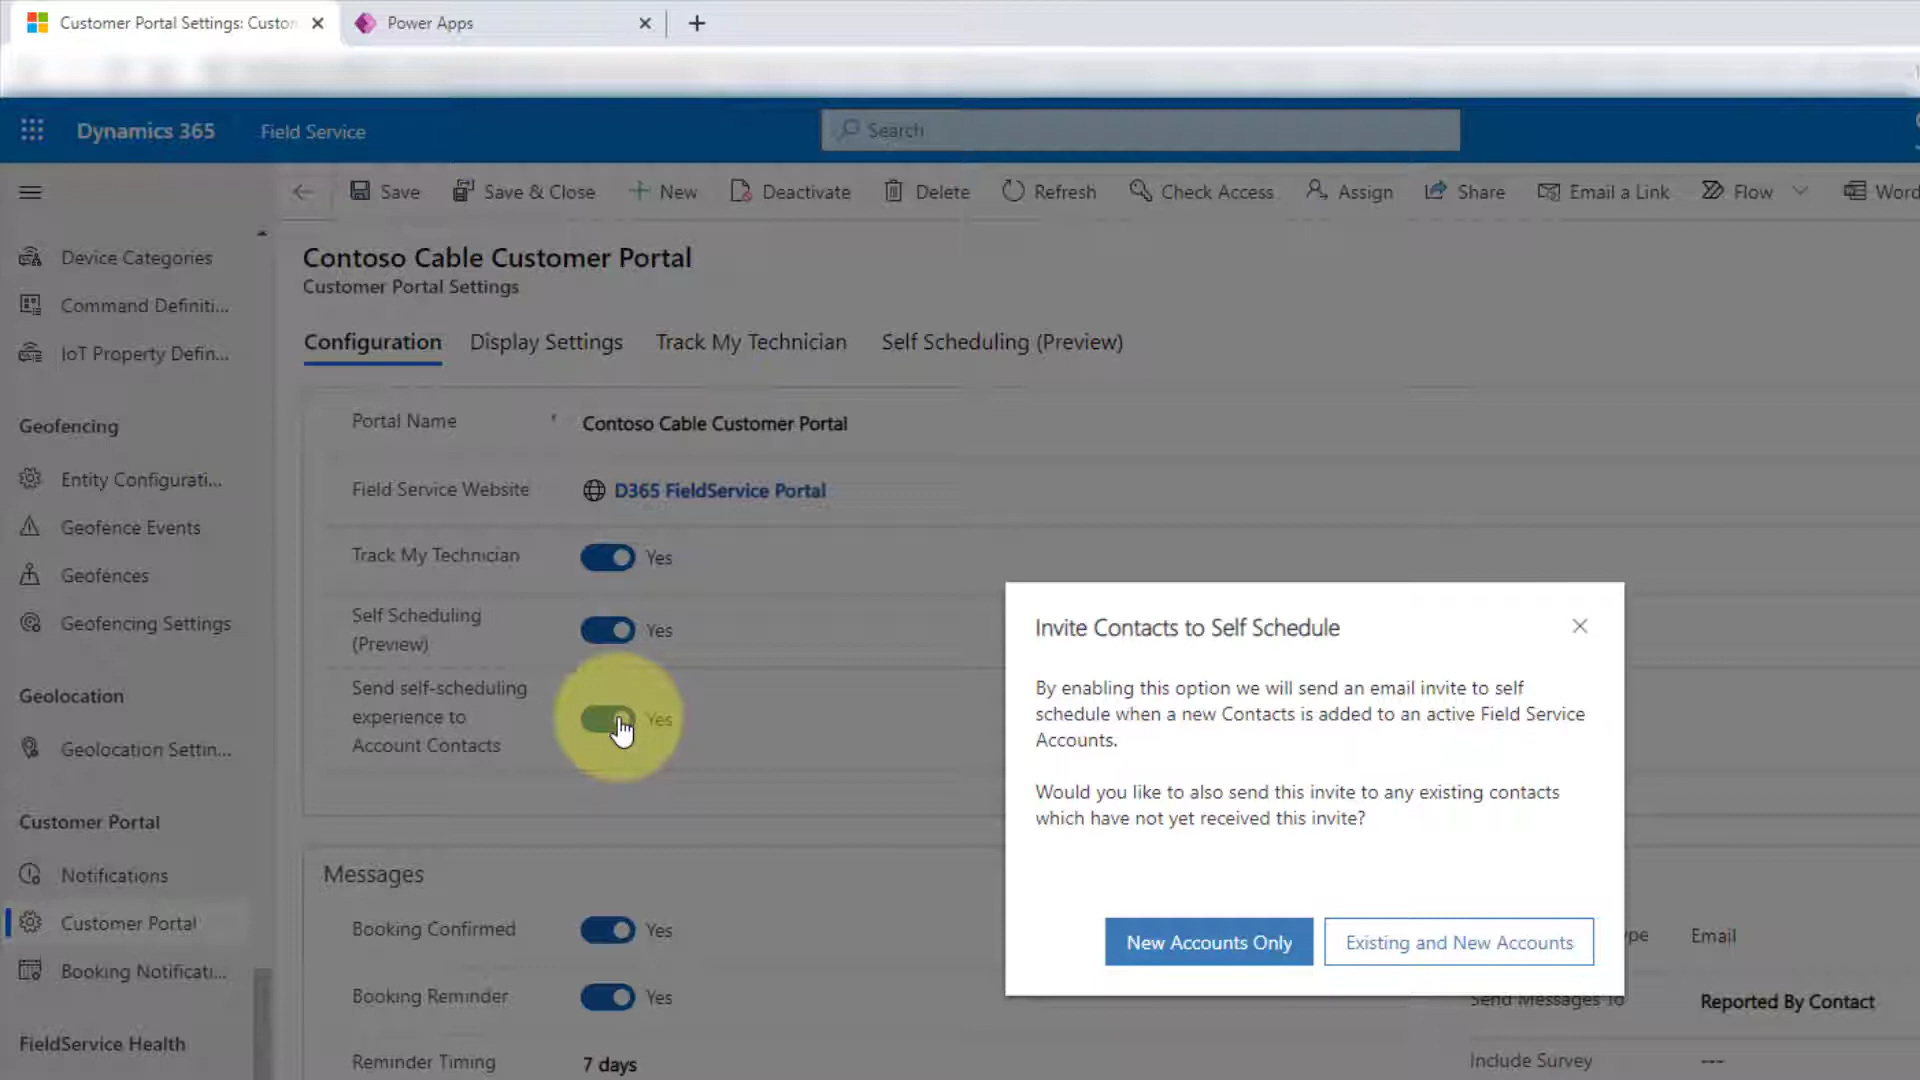 Customer Portal Settings: Custor
Power Apps
Dynamics 365
Field Service
Search
Save
Save & Close
New
Deactivate
Delete
Refresh
Check Access
Assign
Share
Email a Link
Flow
Word
Device Categories
Command Definiti...
IoT Property Defin...
Geofencing
Entity Configurati...
Geofence Events
Geofences
Geofencing Settings
Geolocation
Geolocation Settin...
Customer Portal
Notifications
Customer Portal
Booking Notificati...
FieldService Health
Contoso Cable Customer Portal
Customer Portal Settings
Configuration
Display Settings
Track My Technician
Self Scheduling (Preview)
Portal Name *
Contoso Cable Customer Portal
Field Service Website
D365 FieldService Portal
Track My Technician
Yes
Self Scheduling
(Preview)
Yes
Send self-scheduling
experience to
Account Contacts
Yes
Messages
Booking Confirmed
Yes
Booking Reminder
Yes
Reminder Timing
7 days
Invite Contacts to Self Schedule
By enabling this option we will send an email invite to self
schedule when a new Contacts is added to an active Field Service
Accounts.
Would you like to also send this invite to any existing contacts
which have not yet received this invite?
New Accounts Only
Existing and New Accounts
ype
Email
Send Messages To
Reported By Contact
Include Survey
---